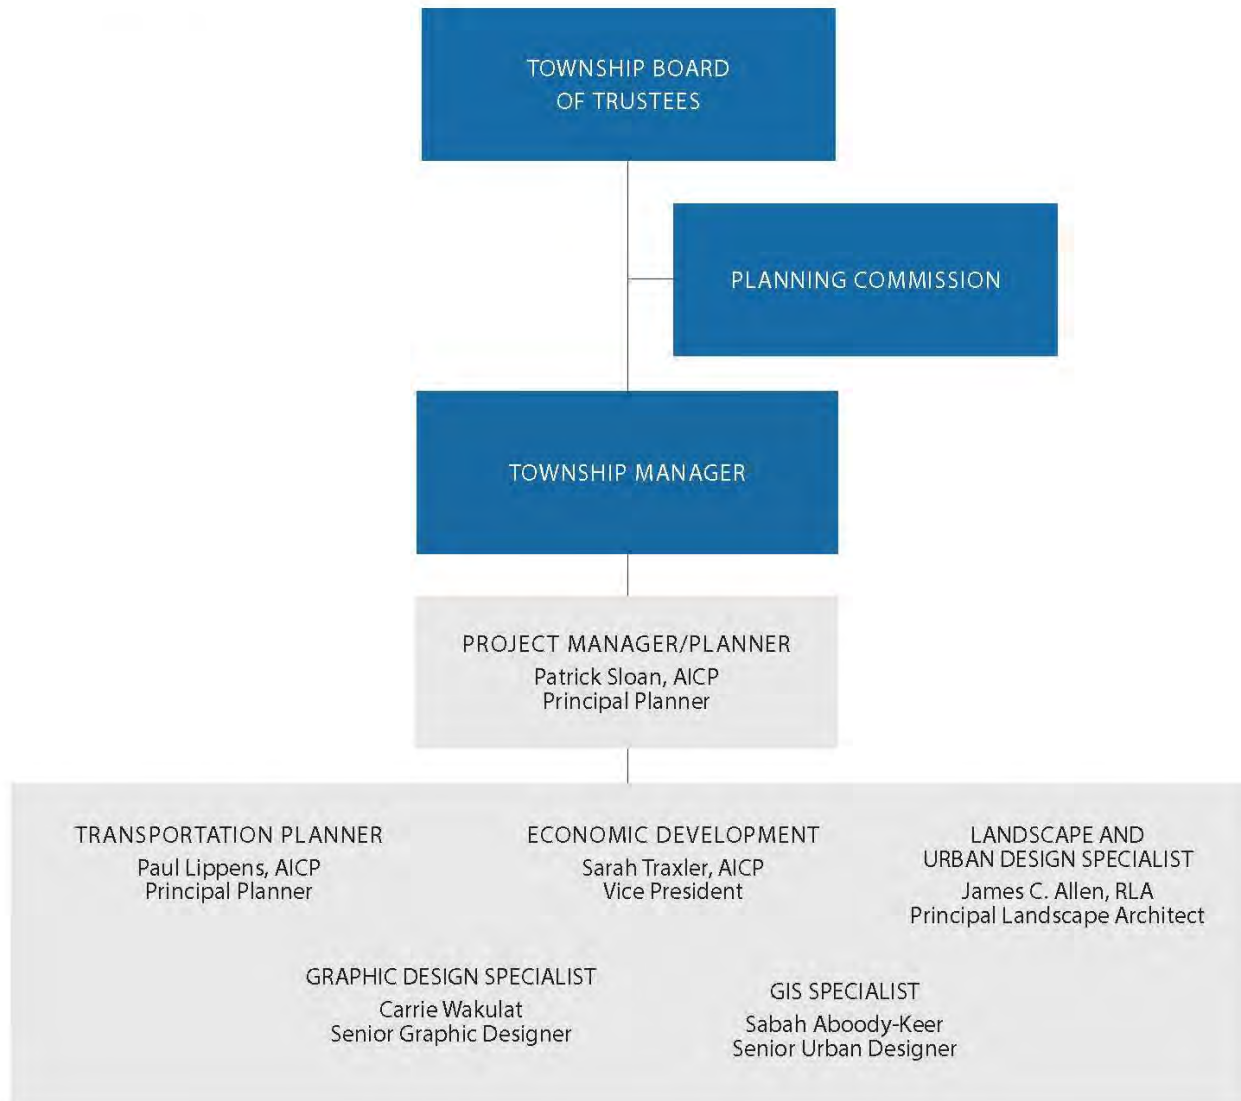 TOWNSHIP BOARD
OF TRUSTEES
PLANNING COMMISSION
TOWNSHIP MANAGER
PROJECT MANAGER/PLANNER
Patrick Sloan, AICP
Principal Planner
TRANSPORTATION PLANNER
Paul Lippens, AICP
Principal Planner
ECONOMIC DEVELOPMENT
Sarah Traxler, AICP
Vice President
LANDSCAPE AND
URBAN DESIGN SPECIALIST
James C. Allen, RLA
Principal Landscape Architect
GRAPHIC DESIGN SPECIALIST
Carrie Wakulat
Senior Graphic Designer
GIS SPECIALIST
Sabah Aboody-Keer
Senior Urban Designer